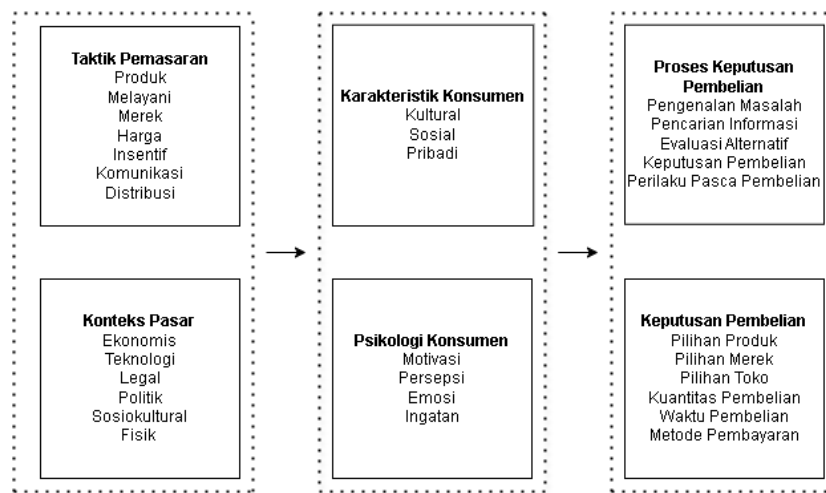 Taktik Pemasaran
Produk
Melayani
Merek
Harga
Insentif
Komunikasi
Distribusi
Konteks Pasar
Ekonomis
Teknologi
Legal
Politik
Sosiokultural
Fisik
Karakteristik Konsumen
Kultural
Sosial
Pribadi
Psikologi Konsumen
Motivasi
Persepsi
Emosi
Ingatan
Proses Keputusan
Pembelian
Pengenalan Masalah
Pencarian Informasi
Evaluasi Alternatif
Keputusan Pembelian
Perilaku Pasca Pembelian
Keputusan Pembelian
Pilihan Produk
Pilihan Merek
Pilihan Toko
Kuantitas Pembelian
Waktu Pembelian
Metode Pembayaran